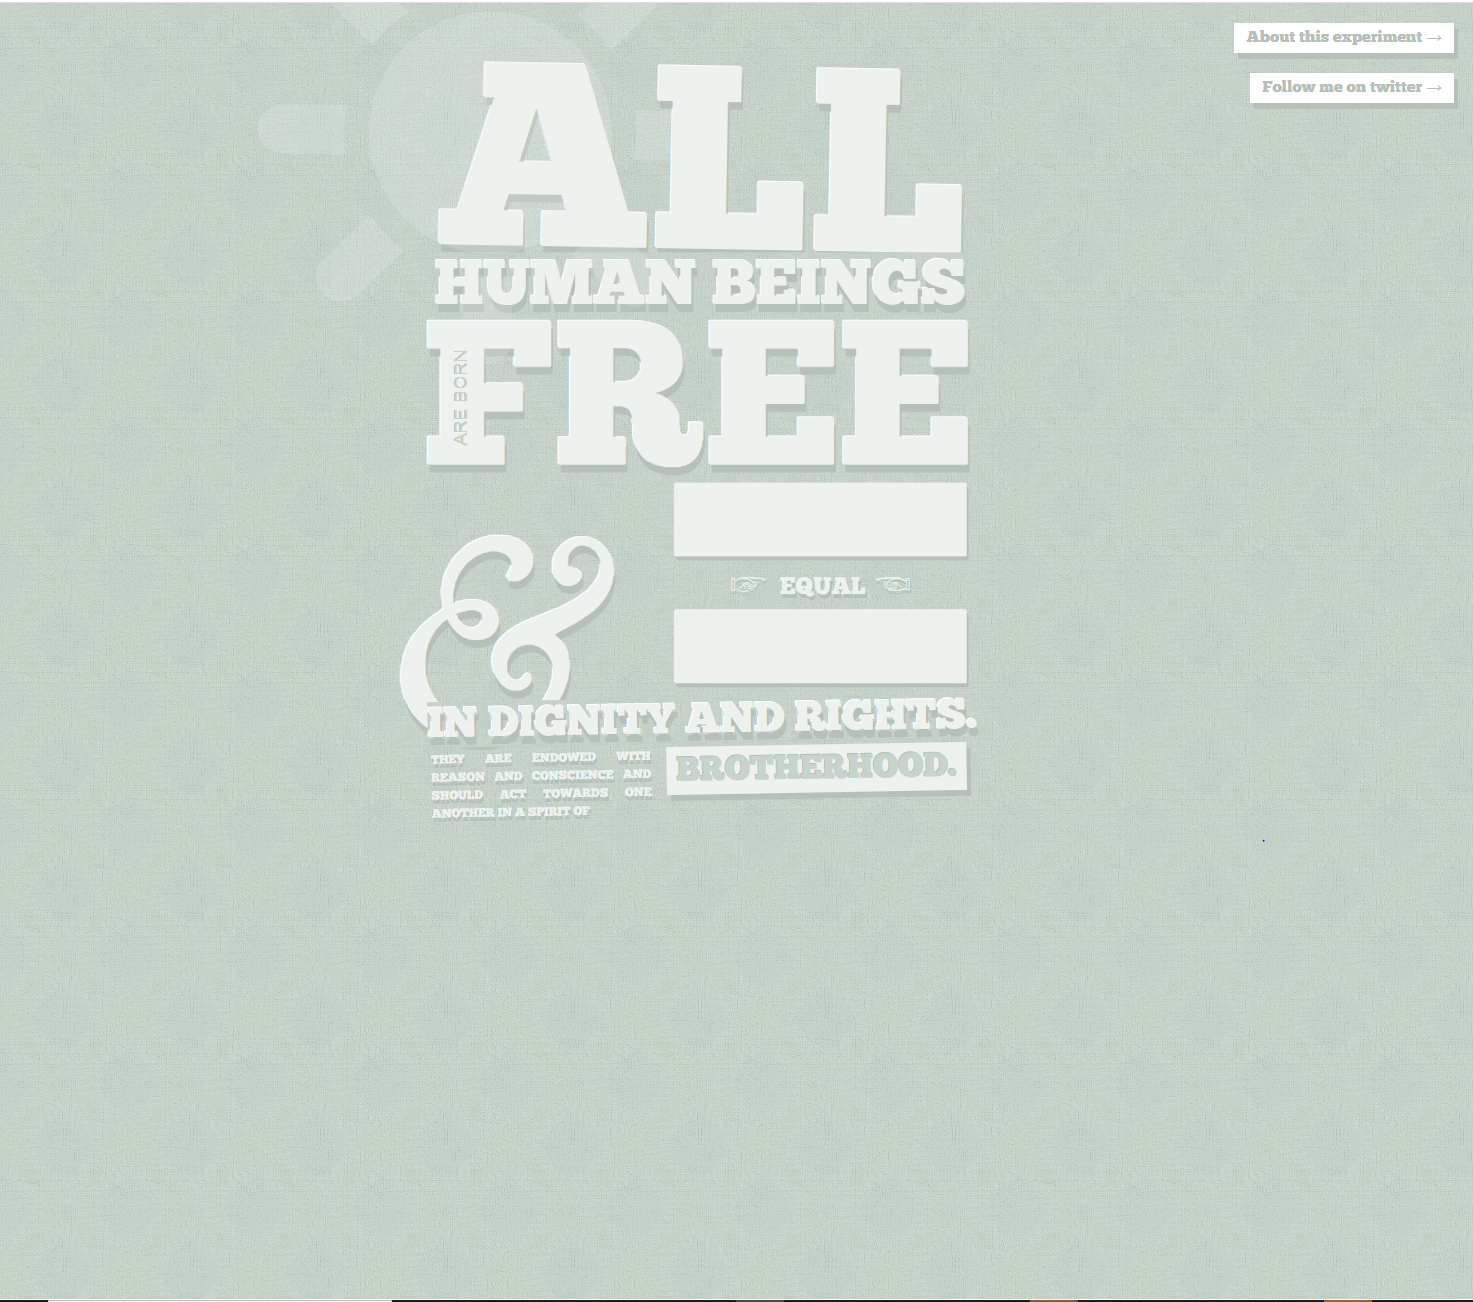 About this experiment →
Follow me on twitter →
ALL
HUMAN BEINGS
ARE BORN
FREE
&
EQUAL
IN DIGNITY AND RIGHTS.
THEY ARE ENDOWED WITH
REASON AND CONSCIENCE AND
SHOULD ACT TOWARDS ONE
ANOTHER IN A SPIRIT OF
BROTHERHOOD.